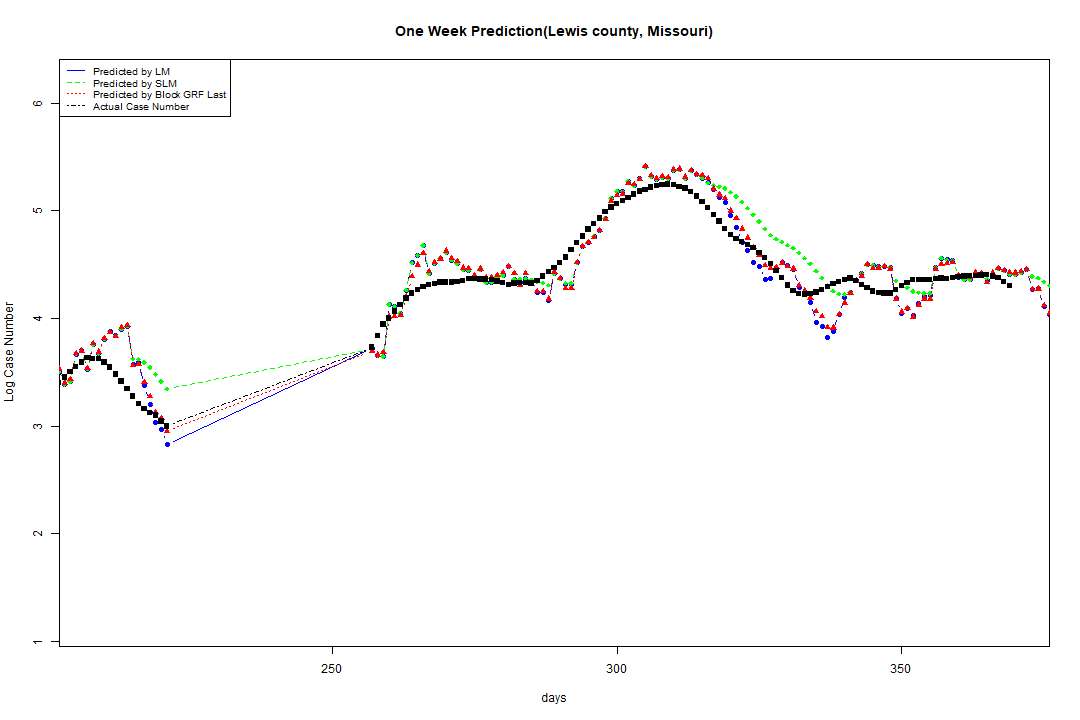 One Week Prediction(Lewis county, Missouri)
Predicted by LM
Predicted by SLM
Predicted by Block GRF Last
Actual Case Number
6
5
4
3
2
1
Log Case Number
250
300
350
days